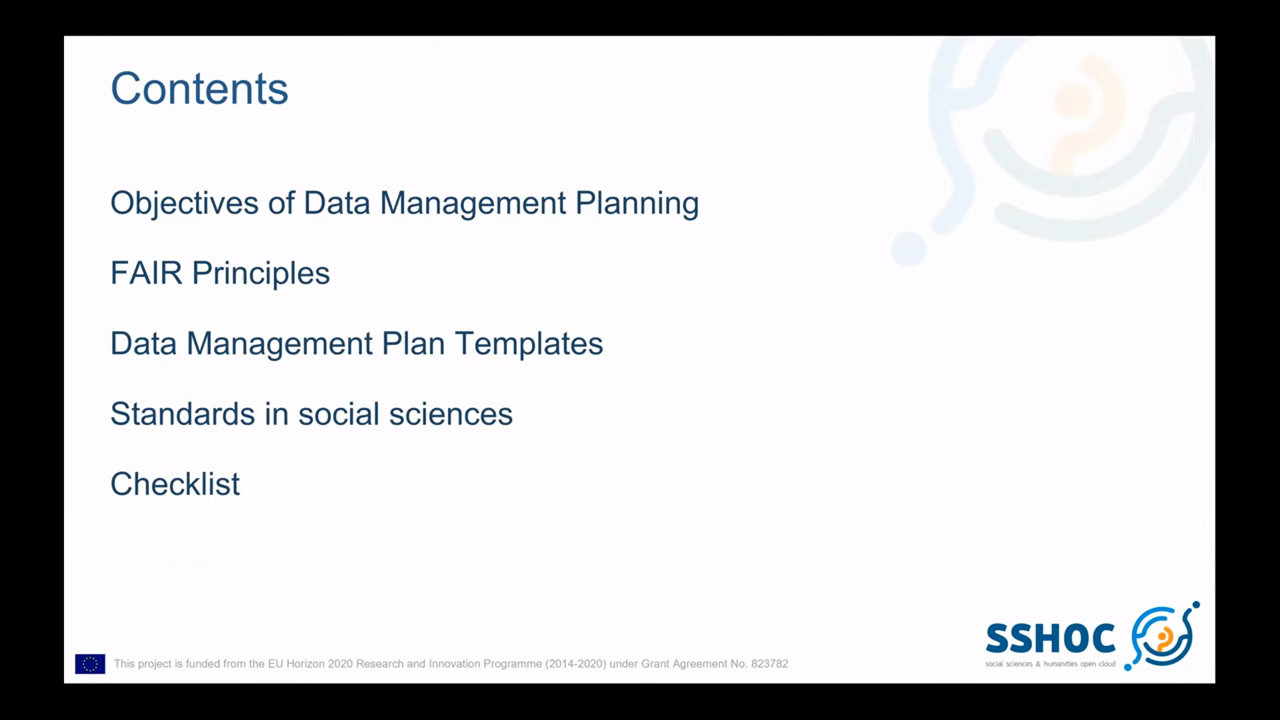 Contents
Objectives of Data Management Planning
FAIR Principles
Data Management Plan Templates
Standards in social sciences
Checklist
This project is funded from the EU Horizon 2020 Research and Innovation Programme (2014-2020) under Grant Agreement No. 823782
SSHOC
social sciences & humanities open cloud